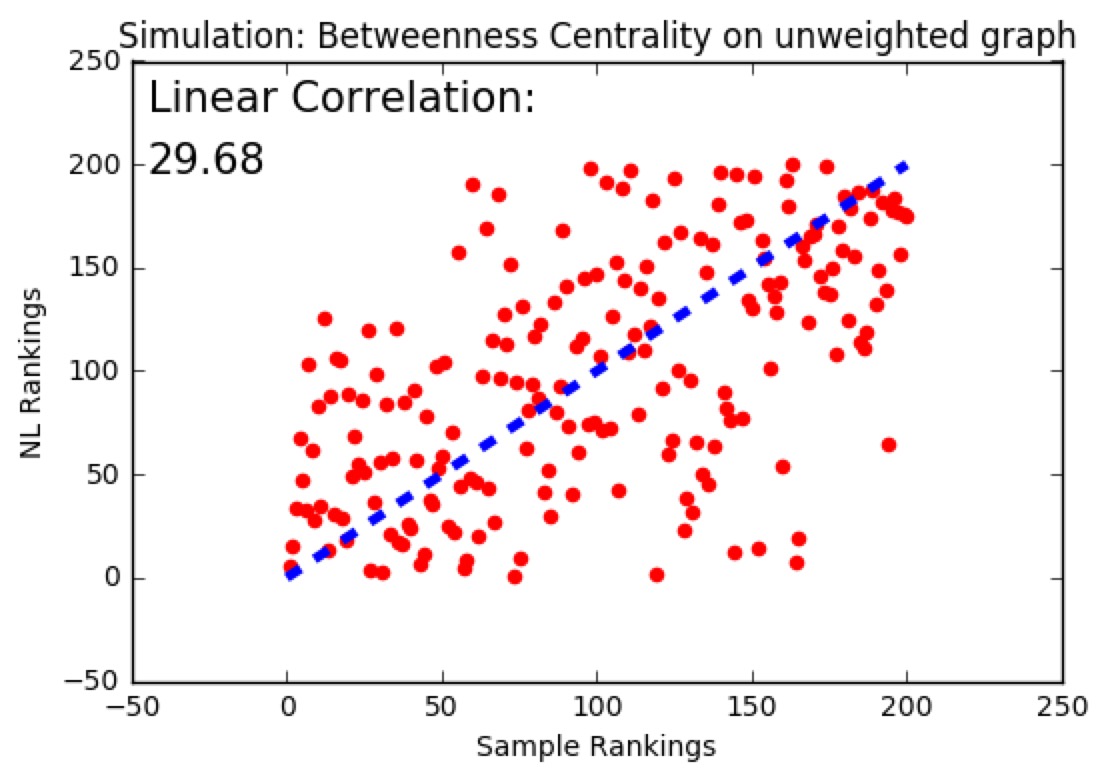 Simulation: Betweenness Centrality on unweighted graph
Linear Correlation:
29.68
250
200
150
100
50
0
−50
NL Rankings
−50 0 50 100 150 200 250
Sample Rankings